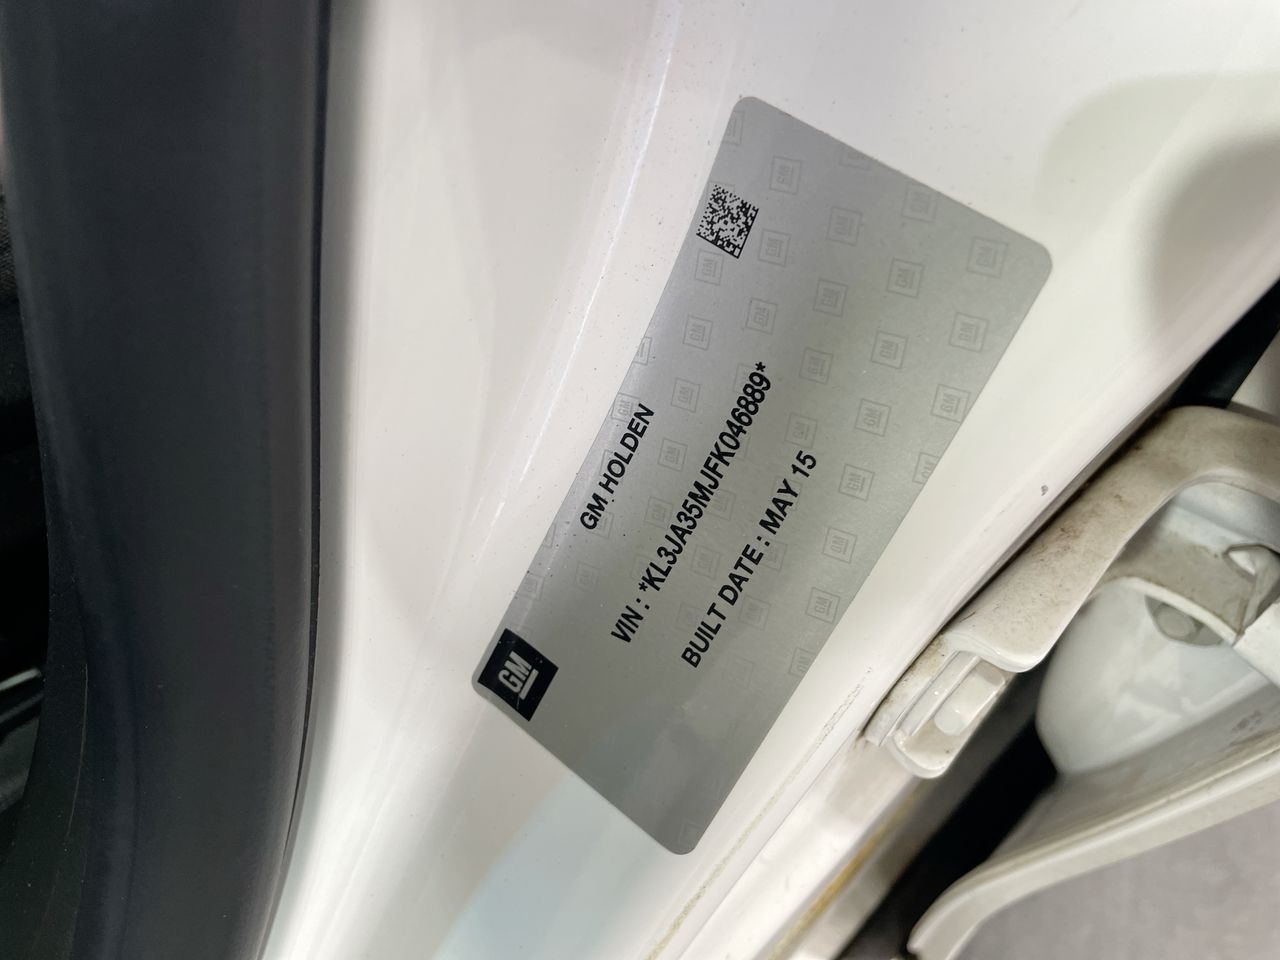 GM
GM HOLDEN
VIN : *KL3JA35MJFK046889*
BUILT DATE : MAY 15